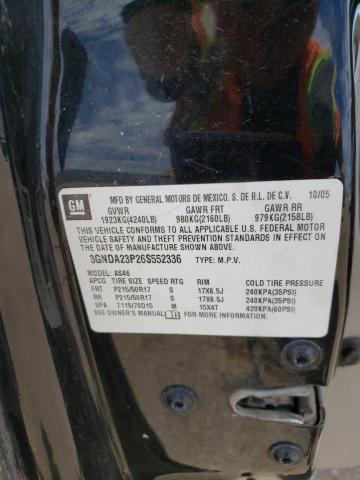 GM
MFD BY GENERAL MOTORS DE MEXICO. S. DE R.L. DE C.V. 10/05
GVWR GAWR FRT GAWR RR
1923KG(4240LB) 980KG(2160LB) 979KG(2158LB)
THIS VEHICLE CONFORMS TO ALL APPLICABLE U.S. FEDERAL MOTOR
VEHICLE SAFETY AND THEFT PREVENTION STANDARDS IN EFFECT
ON THE DATE OF MANUFACTURE SHOWN ABOVE.
3GNDA23P26S552336 TYPE: M.P.V.
MODEL: AS46
APCG TIRE SIZE SPEED RTG RIM COLD TIRE PRESSURE
FRT P215/50R17 S 17X6.5J 240KPA(35PSI)
RR P215/50R17 S 17X6.5J 240KPA(35PSI)
SPA T115/70D15 M 15X4T 420KPA(60PSI)
SEE OWNER'S MANUAL FOR ADDITIONAL INFORMATION.